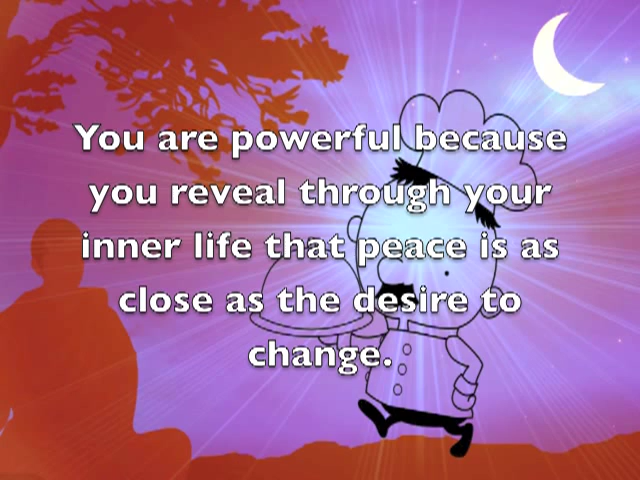 You are powerful because
you reveal through your
inner life that peace is as
close as the desire to
change.